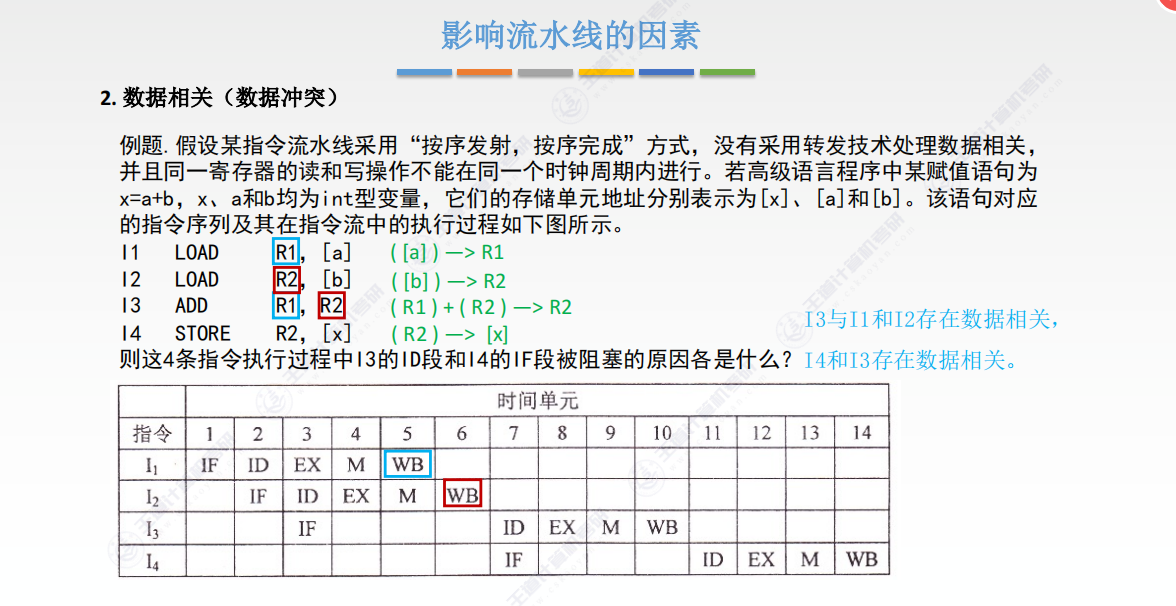 影响流水线的因素
2. 数据相关（数据冲突）
例题. 假设某指令流水线采用“按序发射，按序完成”方式，没有采用转发技术处理数据相关，
并且同一寄存器的读和写操作不能在同一个时钟周期内进行。若高级语言程序中某赋值语句为
x=a+b，x、a和b均为int型变量，它们的存储单元地址分别表示为[x]、[a]和[b]。该语句对应
的指令序列及其在指令流中的执行过程如下图所示。
I1 LOAD R1, [a] ( [a] ) —> R1
I2 LOAD R2, [b] ( [b] ) —> R2
I3 ADD R1, R2 ( R1 ) + ( R2 ) —> R2
I4 STORE R2, [x] ( R2 ) —> [x]
I3与I1和I2存在数据相关，
则这4条指令执行过程中I3的ID段和I4的IF段被阻塞的原因各是什么？ I4和I3存在数据相关。
时间单元
指令 1 2 3 4 5 6 7 8 9 10 11 12 13 14
I1 IF ID EX M WB
I2 IF ID EX M WB
I3 IF ID EX M WB
I4 IF ID EX M WB